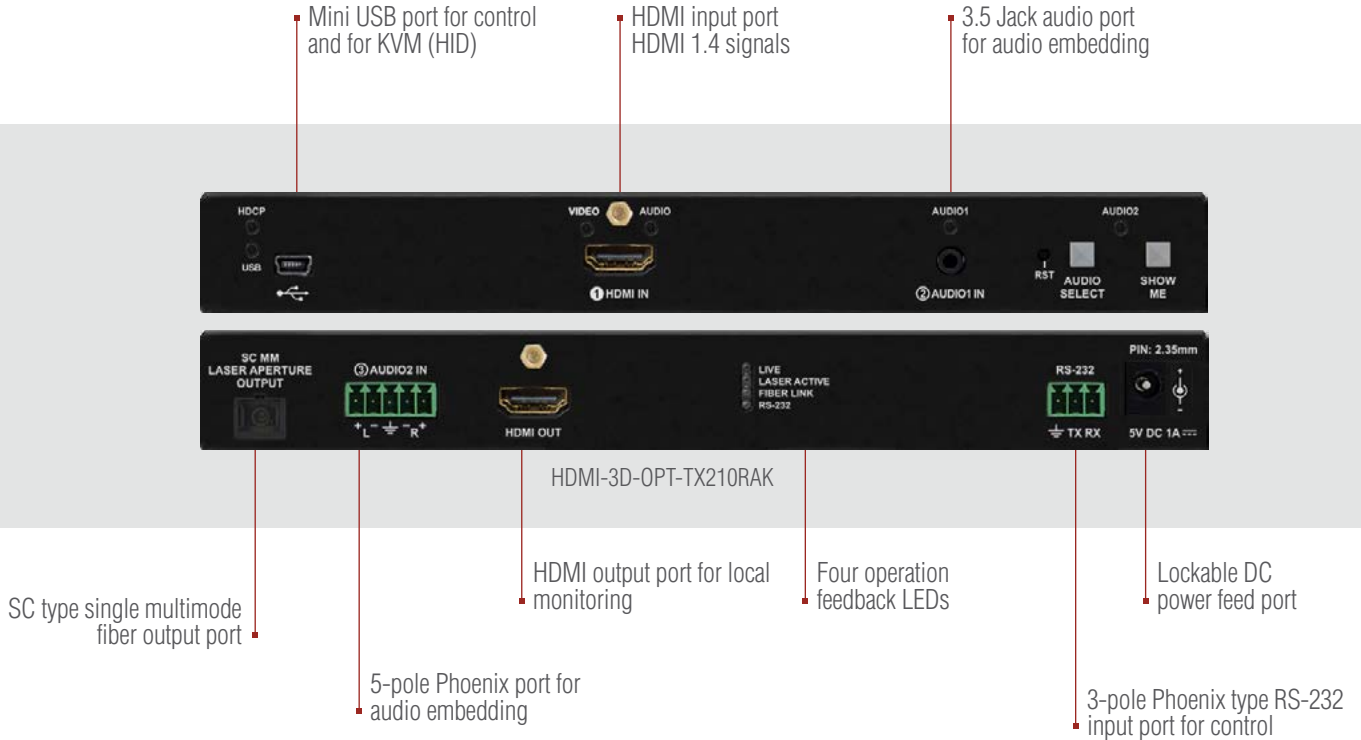 Mini USB port for control
and for KVM (HID)
HDMI input port
HDMI 1.4 signals
3.5 Jack audio port
for audio embedding
HDCP
USB
VIDEO
AUDIO
❶HDMI IN
AUDIO1
②AUDIO1 IN
RST
AUDIO2
AUDIO
SELECT
SHOW
ME
SC MM
LASER APERTURE
OUTPUT
③AUDIO2 IN
+ L - ⏚ - R +
HDMI OUT
LIVE
LASER ACTIVE
FIBER LINK
RS-232
RS-232
⏚ TX RX
PIN: 2.35mm
+
-
5V DC 1A ⎓
HDMI-3D-OPT-TX210RAK
SC type single multimode
fiber output port
5-pole Phoenix port for
audio embedding
HDMI output port for local
monitoring
Four operation
feedback LEDs
Lockable DC
power feed port
3-pole Phoenix type RS-232
input port for control